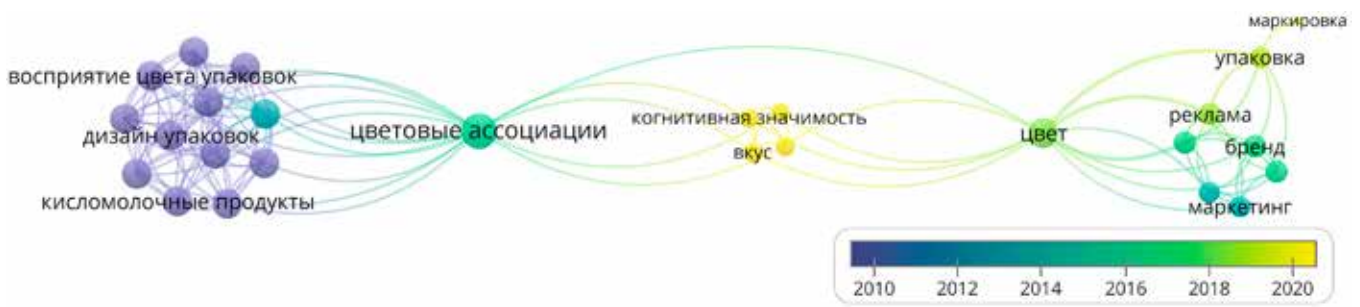 маркировка
упаковка
восприятие цвета упаковок
реклама
когнитивная значимость
цветовые ассоциации
цвет
дизайн упаковок
бренд
вкус
кисломолочные продукты
маркетинг
2010 2012 2014 2016 2018 2020